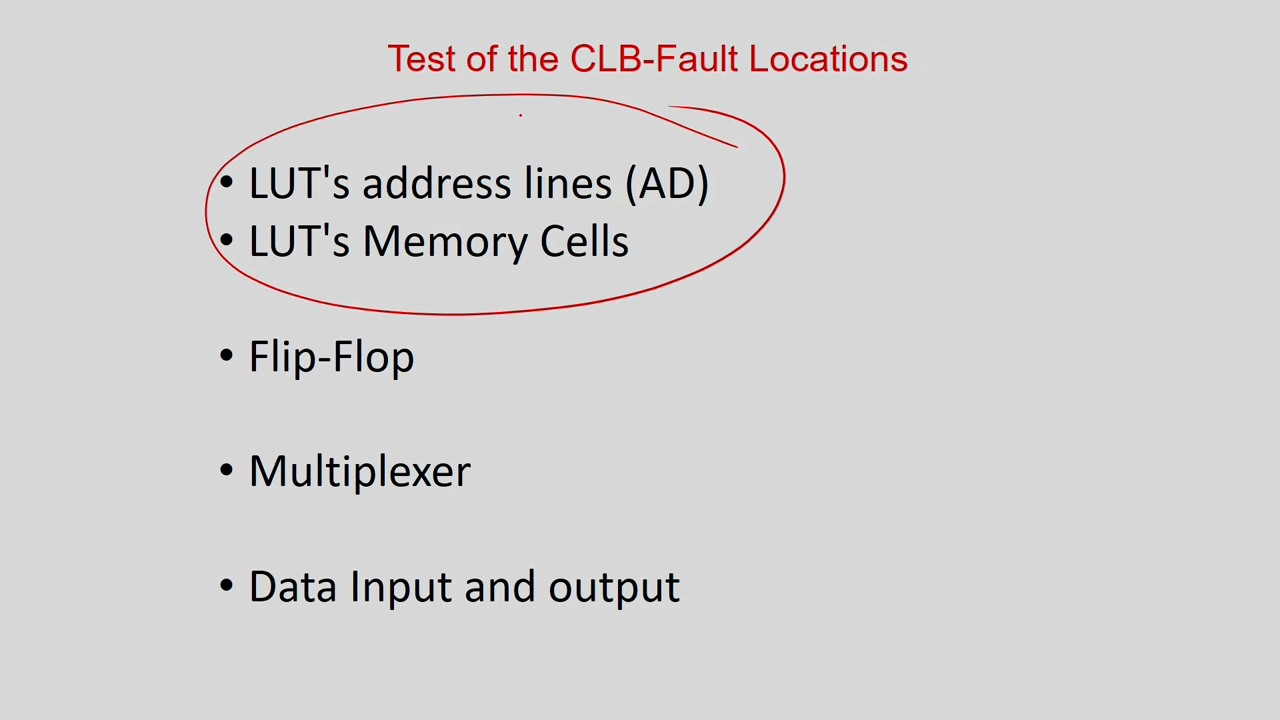 Test of the CLB-Fault Locations
• LUT's address lines (AD)
• LUT's Memory Cells
• Flip-Flop
• Multiplexer
• Data Input and output